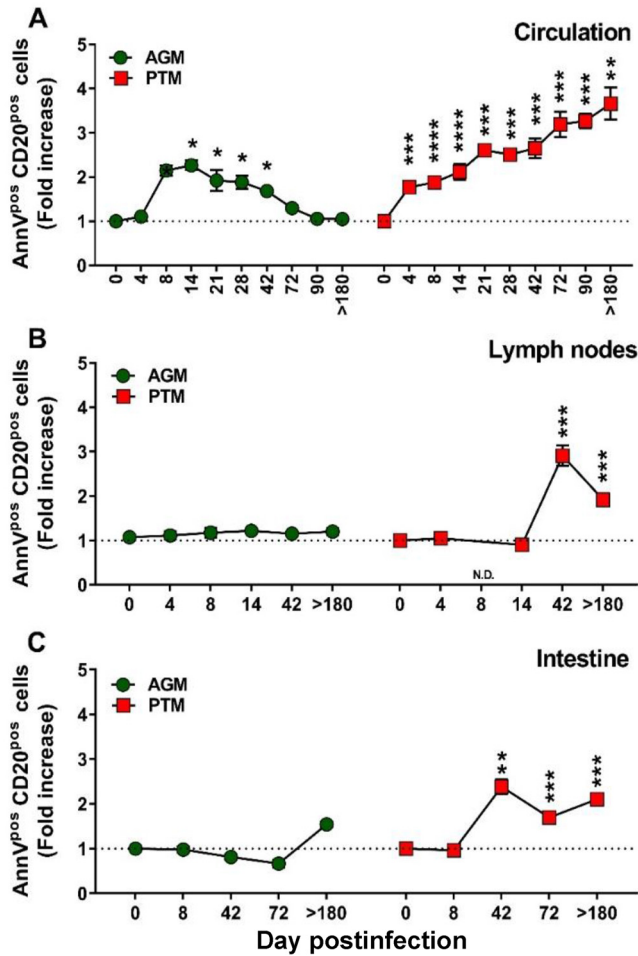 A
Circulation
AGM
PTM
AnnVᵖᵒˢ CD20ᵖᵒˢ cells
(Fold increase)
5
4
3
2
1
0
* * * * *
*** **** **** **** *** *** *** *** *** **
0 4 8 14 21 28 42 72 90 >180 0 4 8 14 21 28 42 72 90 >180
B
Lymph nodes
AGM
PTM
AnnVᵖᵒˢ CD20ᵖᵒˢ cells
(Fold increase)
5
4
3
2
1
0
*** ***
N.D.
0 4 8 14 42 >180 0 4 8 14 42 >180
C
Intestine
AGM
PTM
AnnVᵖᵒˢ CD20ᵖᵒˢ cells
(Fold increase)
5
4
3
2
1
0
** *** ***
0 8 42 72 >180 0 8 42 72 >180
Day postinfection